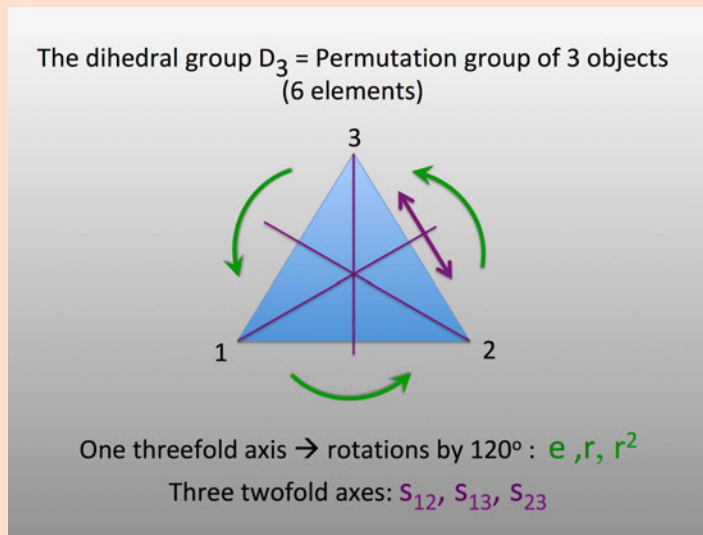 The dihedral group D₃ = Permutation group of 3 objects
(6 elements)
3
1
2
One threefold axis → rotations by 120º : e ,r, r²
Three twofold axes: s₁₂, s₁₃, s₂₃